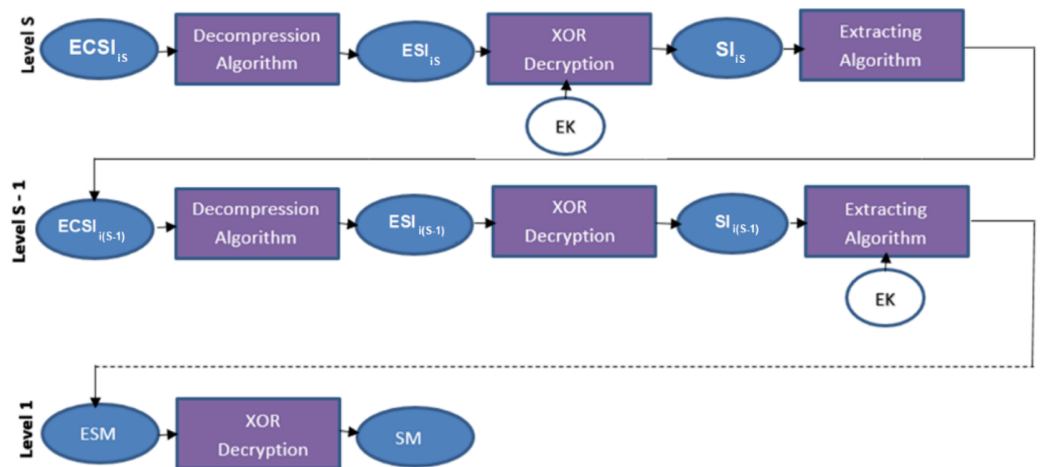 Level S
ECSI_iS
Decompression
Algorithm
ESI_iS
XOR
Decryption
SI_iS
Extracting
Algorithm
EK
Level S - 1
ECSI_i(S-1)
Decompression
Algorithm
ESI_i(S-1)
XOR
Decryption
SI_i(S-1)
Extracting
Algorithm
EK
Level 1
ESM
XOR
Decryption
SM